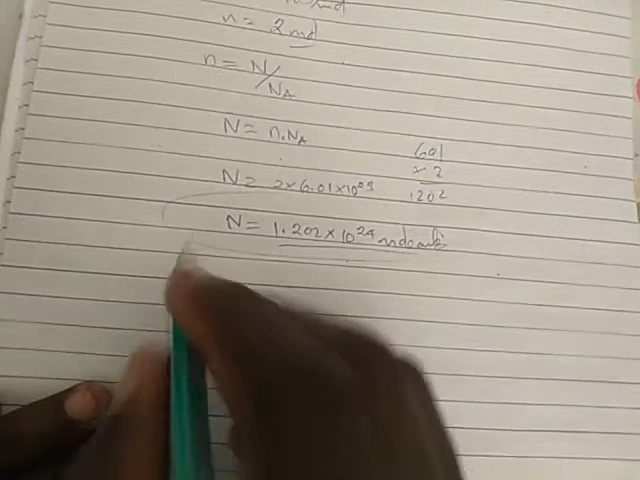 n = 2 mol
n = N/NA
N = n.NA
601
× 2
1202
N = 2×6.01×10²³
N = 1.202×10²⁴ molecules